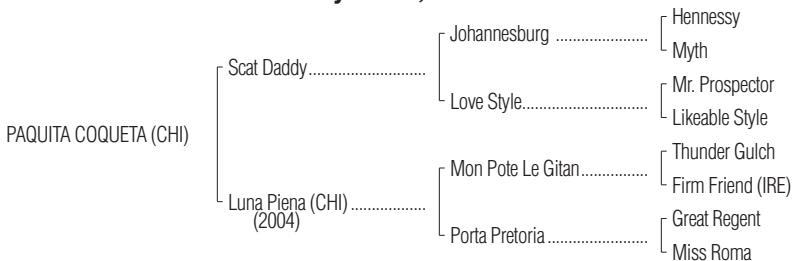 Hennessy
Johannesburg ......................
Myth
Scat Daddy............................
Mr. Prospector
Love Style..............................
Likeable Style
PAQUITA COQUETA (CHI)
Thunder Gulch
Mon Pote Le Gitan................
Firm Friend (IRE)
Luna Piena (CHI) ..................
(2004)
Great Regent
Porta Pretoria ........................
Miss Roma